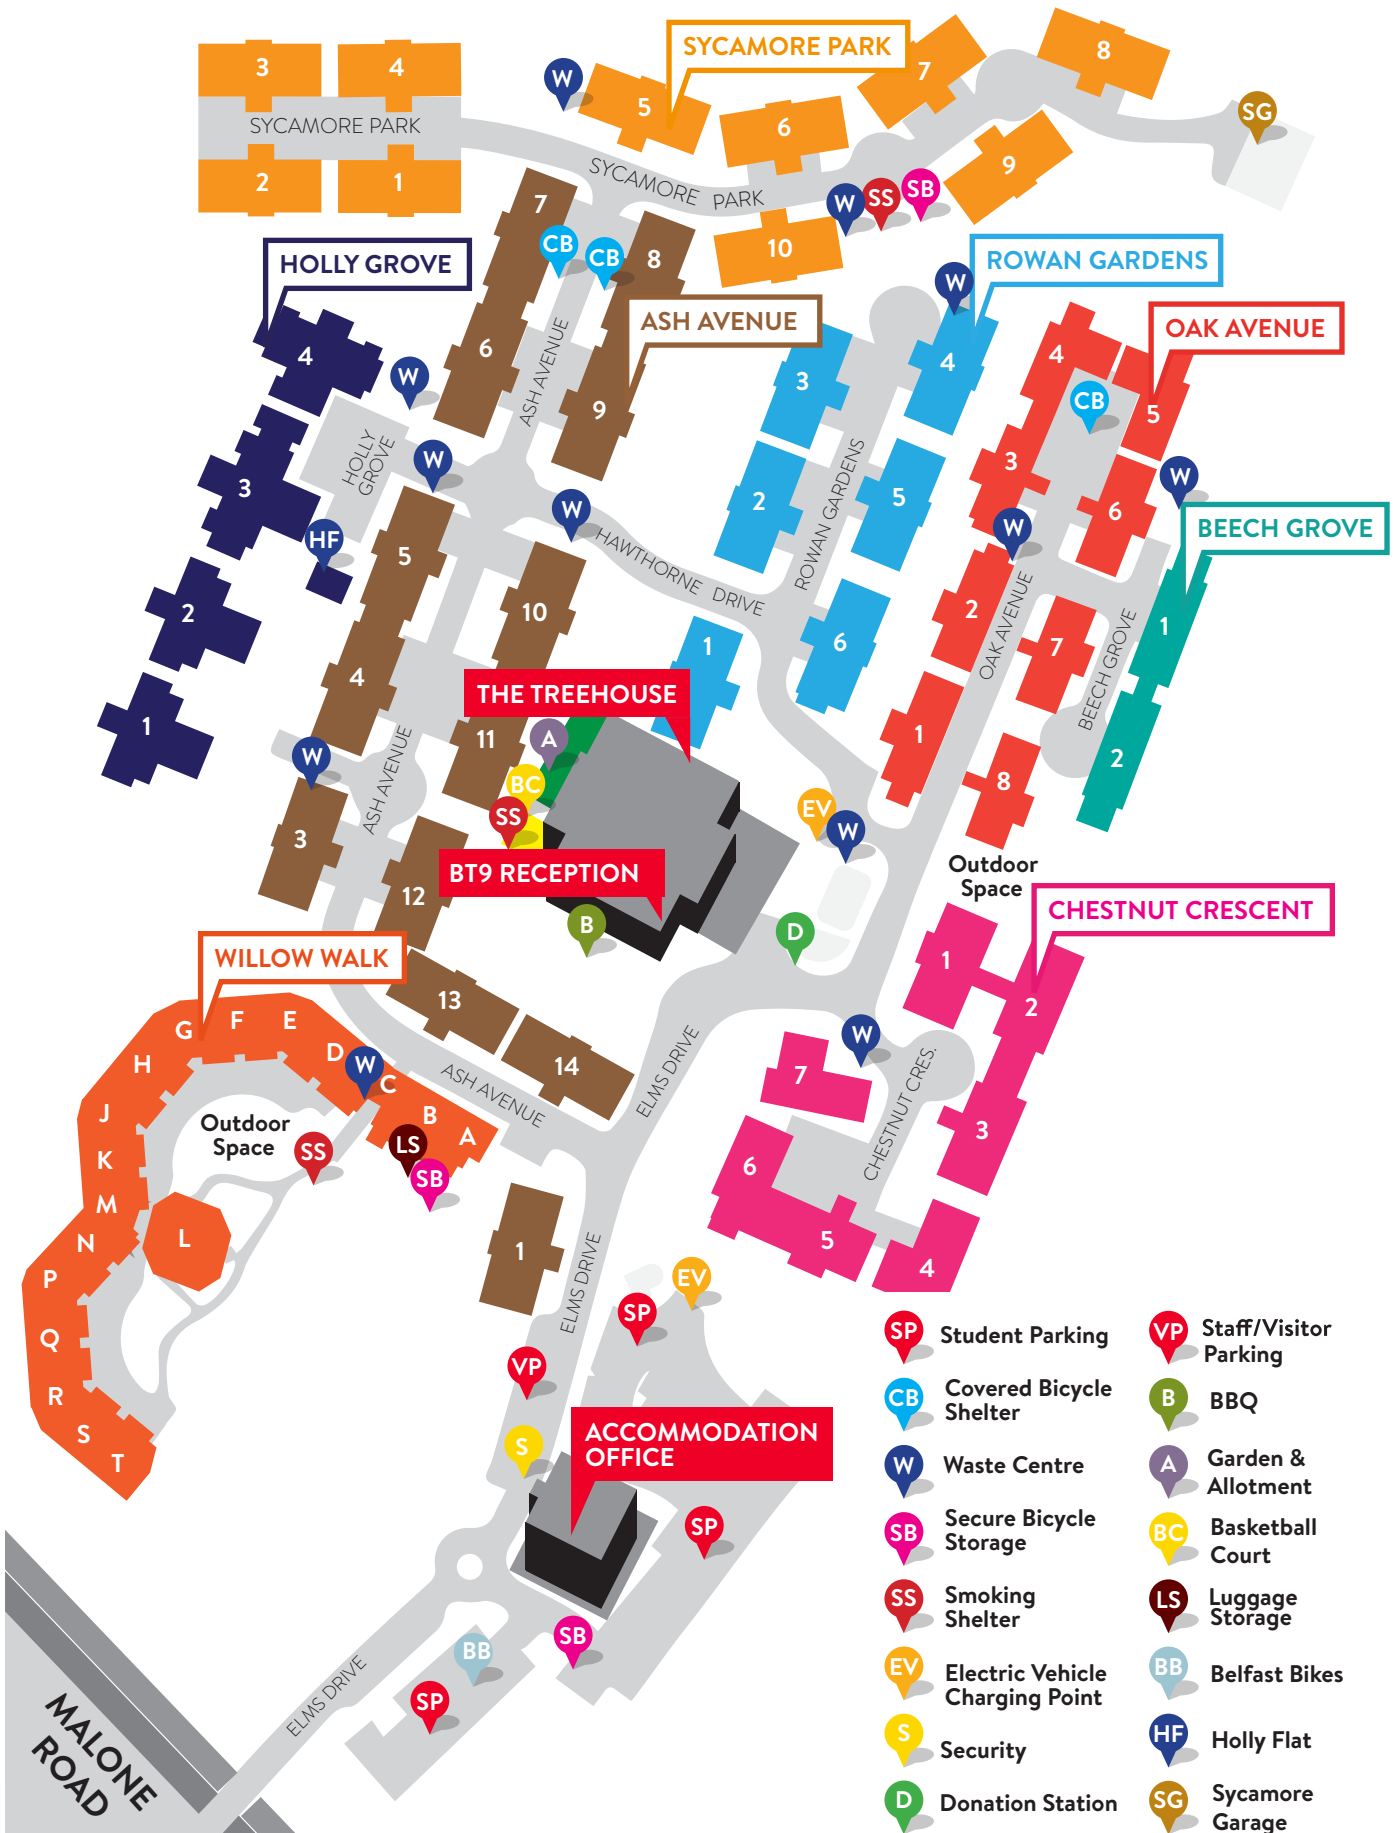 SYCAMORE PARK
3
4
2
1
SYCAMORE PARK
W
5
6
7
8
9
10
SG
SYCAMORE PARK
W
SS
SB
HOLLY GROVE
4
3
2
1
W
HOLLY
GROVE
W
HF
ASH AVENUE
7
CB
CB
8
6
9
ASH AVENUE
W
HAWTHORNE DRIVE
5
10
4
11
ASH AVENUE
W
3
12
13
14
ASH AVENUE
1
ROWAN GARDENS
W
3
4
2
5
ROWAN GARDENS
1
6
OAK AVENUE
4
CB
5
3
6
W
W
2
7
OAK AVENUE
1
8
BEECH GROVE
1
2
BEECH GROVE
THE TREEHOUSE
A
BC
SS
BT9 RECEPTION
B
EV
W
D
Outdoor
Space
CHESTNUT CRESCENT
1
2
W
7
3
CHESTNUT CRES.
6
5
4
ELMS DRIVE
WILLOW WALK
G
F
E
D
W
C
B
A
H
J
K
M
N
L
P
Q
R
S
T
Outdoor
Space
SS
LS
SB
ELMS DRIVE
SP
EV
VP
S
ACCOMMODATION
OFFICE
SP
SB
BB
SP
ELMS DRIVE
MALONE
ROAD
SP
Student Parking
CB
Covered Bicycle
Shelter
W
Waste Centre
SB
Secure Bicycle
Storage
SS
Smoking
Shelter
EV
Electric Vehicle
Charging Point
S
Security
D
Donation Station
VP
Staff/Visitor
Parking
B
BBQ
A
Garden &
Allotment
BC
Basketball
Court
LS
Luggage
Storage
BB
Belfast Bikes
HF
Holly Flat
SG
Sycamore
Garage